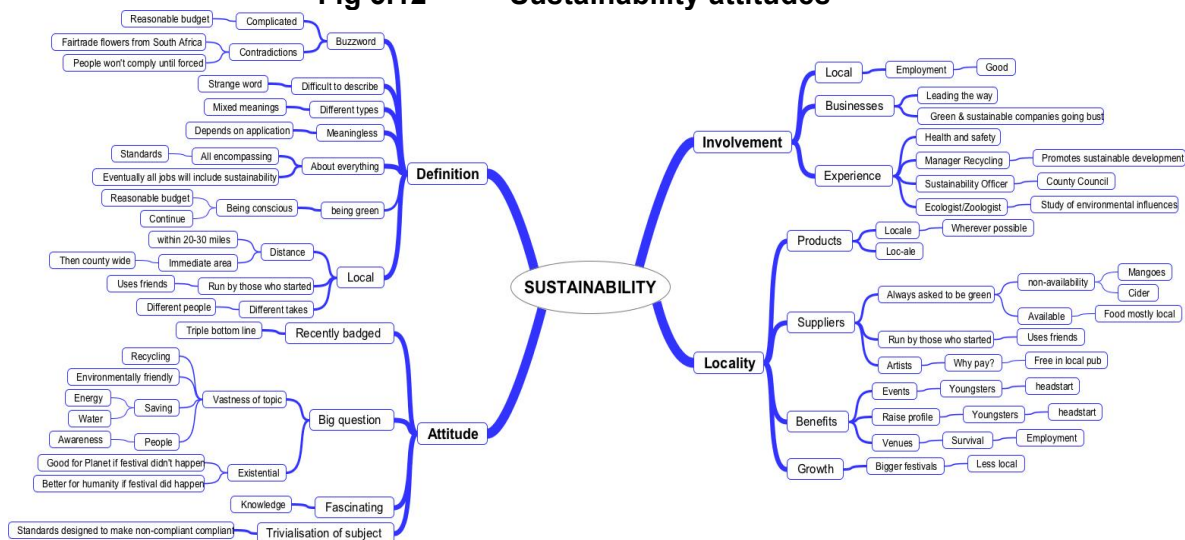 Fig Sustainability attitudes
SUSTAINABILITY
Definition
Buzzword
Complicated
Reasonable budget
Contradictions
Fairtrade flowers from South Africa
People won't comply until forced
Difficult to describe
Strange word
Different types
Mixed meanings
Meaningless
Depends on application
About everything
All encompassing
Standards
Eventually all jobs will include sustainability
being green
Being conscious
Reasonable budget
Continue
Local
Distance
within 20-30 miles
Immediate area
Then county wide
Run by those who started
Uses friends
Different takes
Different people
Attitude
Recently badged
Triple bottom line
Big question
Vastness of topic
Recycling
Environmentally friendly
Saving
Energy
Water
People
Awareness
Existential
Good for Planet if festival didn't happen
Better for humanity if festival did happen
Fascinating
Knowledge
Trivialisation of subject
Standards designed to make non-compliant compliant
Involvement
Local
Employment
Good
Businesses
Leading the way
Green & sustainable companies going bust
Experience
Health and safety
Manager Recycling
Promotes sustainable development
Sustainability Officer
County Council
Ecologist/Zoologist
Study of environmental influences
Locality
Products
Locale
Wherever possible
Loc-ale
Suppliers
Always asked to be green
non-availability
Mangoes
Cider
Available
Food mostly local
Run by those who started
Uses friends
Artists
Why pay?
Free in local pub
Benefits
Events
Youngsters
headstart
Raise profile
Youngsters
headstart
Venues
Survival
Employment
Growth
Bigger festivals
Less local